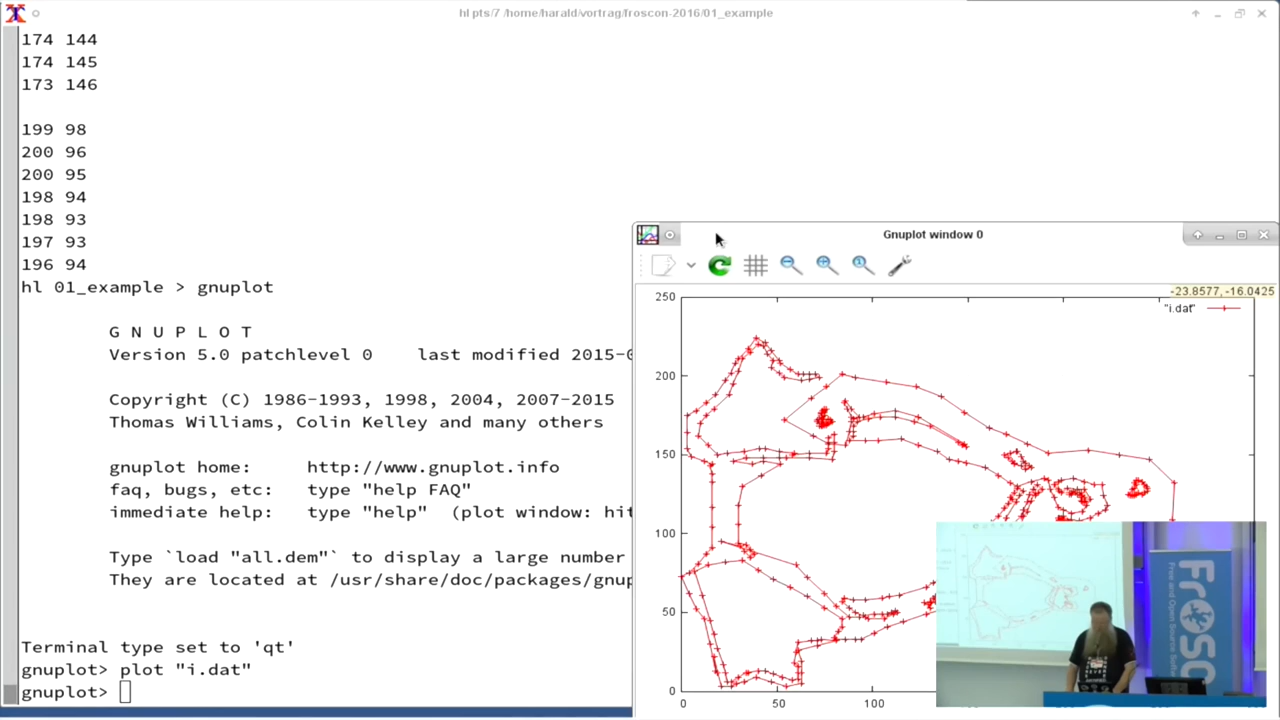 hl pts/7 /home/harald/vortrag/froscon-2016/01_example
174 144
174 145
173 146
199 98
200 96
200 95
198 94
198 93
197 93
196 94
hl 01_example > gnuplot
G N U P L O T
Version 5.0 patchlevel 0    last modified 2015-0
Copyright (C) 1986-1993, 1998, 2004, 2007-2015
Thomas Williams, Colin Kelley and many others
gnuplot home:     http://www.gnuplot.info
faq, bugs, etc:   type "help FAQ"
immediate help:   type "help"  (plot window: hit
Type `load "all.dem"` to display a large number
They are located at /usr/share/doc/packages/gnup
Terminal type set to 'qt'
gnuplot> plot "i.dat"
gnuplot>
Gnuplot window 0
-23.8577, -16.0425
"i.dat"
250
200
150
100
50
0
0
50
100
FrOSC
Free and Open Source Soft